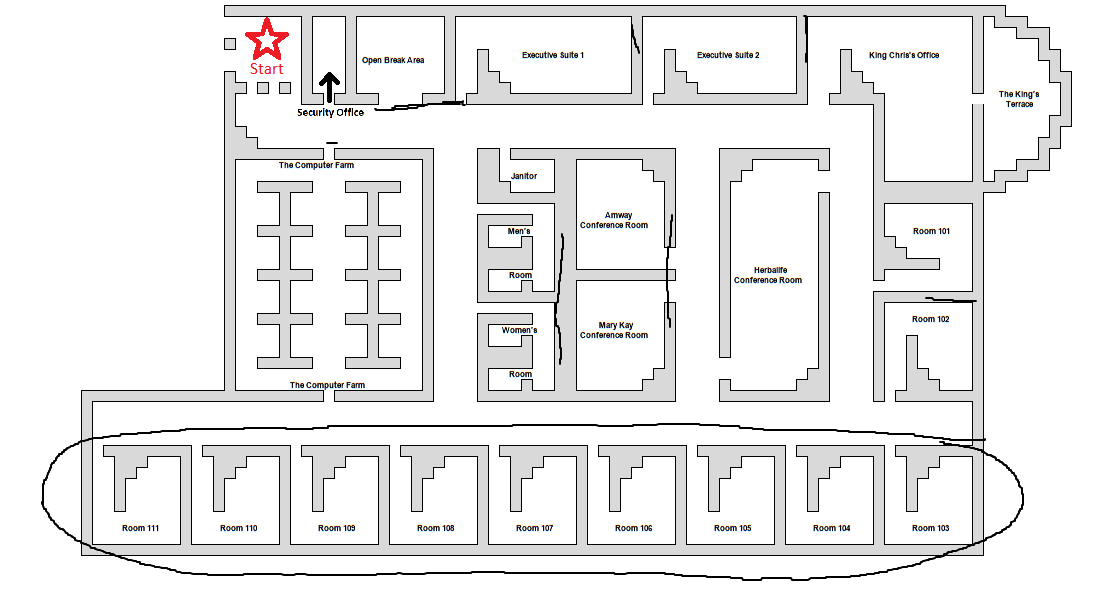 Start
Open Break Area
Executive Suite 1
Executive Suite 2
King Chris's Office
The King's
Terrace
Security Office
The Computer Farm
Janitor
Amway
Conference Room
Men's
Room
Room 101
Herbalife
Conference Room
Women's
Room
Mary Kay
Conference Room
Room 102
The Computer Farm
Room 111
Room 110
Room 109
Room 108
Room 107
Room 106
Room 105
Room 104
Room 103